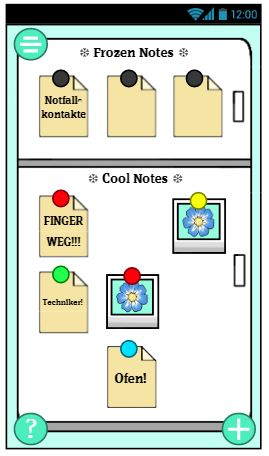 12:00
Frozen Notes
Notfall-
kontakte
Cool Notes
FINGER
WEG!!!
Techniker!
Ofen!
?